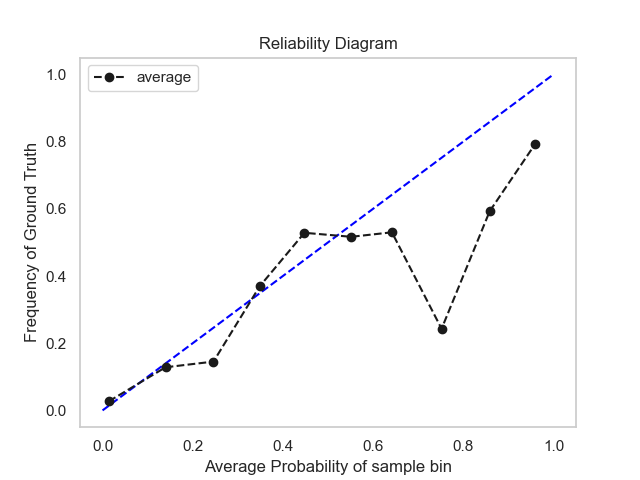 Reliability Diagram
average
1.0
0.8
0.6
0.4
0.2
0.0
Frequency of Ground Truth
0.0 0.2 0.4 0.6 0.8 1.0
Average Probability of sample bin